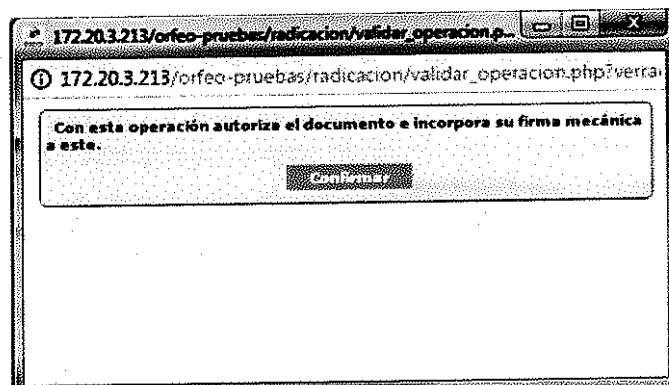 172.20.3.213/orfeo-pruebas/radicacion/validar_operacion.p...
172.20.3.213/orfeo-pruebas/radicacion/validar_operacion.php?verrad
Con esta operación autoriza el documento e incorpora su firma mecánica
a este.
Confirmar